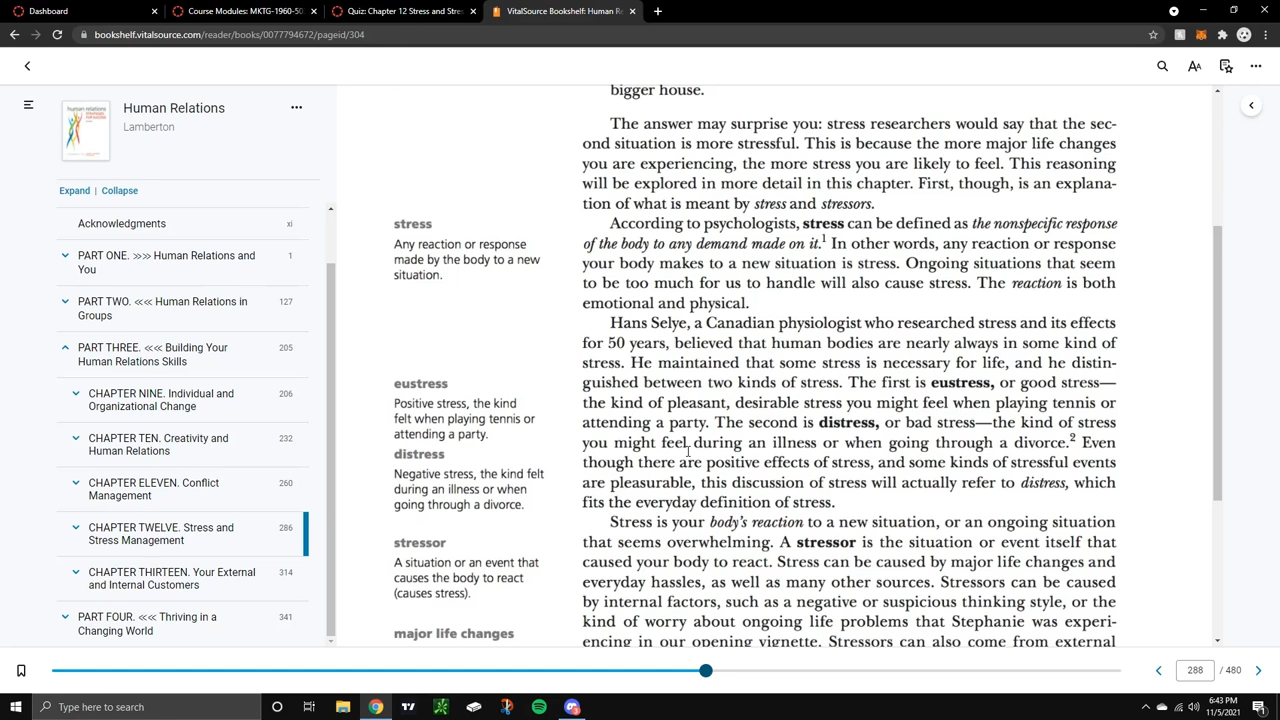 Dashboard
Course Modules: MKTG-1960-50
Quiz: Chapter 12 Stress and Stres
VitalSource Bookshelf: Human R
bookshelf.vitalsource.com/reader/books/0077794672/pageid/304
Human Relations
Lamberton
Expand | Collapse
Acknowledgments xi
PART ONE. >>> Human Relations and 1
You
PART TWO. <<< Human Relations in 127
Groups
PART THREE. <<< Building Your 205
Human Relations Skills
CHAPTER NINE. Individual and 206
Organizational Change
CHAPTER TEN. Creativity and 232
Human Relations
CHAPTER ELEVEN. Conflict 260
Management
CHAPTER TWELVE. Stress and 286
Stress Management
CHAPTER THIRTEEN. Your External 314
and Internal Customers
PART FOUR. <<< Thriving in a 341
Changing World
bigger house.
The answer may surprise you: stress researchers would say that the sec-
ond situation is more stressful. This is because the more major life changes
you are experiencing, the more stress you are likely to feel. This reasoning
will be explored in more detail in this chapter. First, though, is an explana-
tion of what is meant by stress and stressors.
stress
Any reaction or response
made by the body to a new
situation.
According to psychologists, stress can be defined as the nonspecific response
of the body to any demand made on it.1 In other words, any reaction or response
your body makes to a new situation is stress. Ongoing situations that seem
to be too much for us to handle will also cause stress. The reaction is both
emotional and physical.
Hans Selye, a Canadian physiologist who researched stress and its effects
for 50 years, believed that human bodies are nearly always in some kind of
stress. He maintained that some stress is necessary for life, and he distin-
guished between two kinds of stress. The first is eustress, or good stress—
the kind of pleasant, desirable stress you might feel when playing tennis or
attending a party. The second is distress, or bad stress—the kind of stress
you might feel during an illness or when going through a divorce.2 Even
though there are positive effects of stress, and some kinds of stressful events
are pleasurable, this discussion of stress will actually refer to distress, which
fits the everyday definition of stress.
eustress
Positive stress, the kind
felt when playing tennis or
attending a party.
distress
Negative stress, the kind felt
during an illness or when
going through a divorce.
Stress is your body's reaction to a new situation, or an ongoing situation
that seems overwhelming. A stressor is the situation or event itself that
caused your body to react. Stress can be caused by major life changes and
everyday hassles, as well as many other sources. Stressors can be caused
by internal factors, such as a negative or suspicious thinking style, or the
kind of worry about ongoing life problems that Stephanie was experi-
encing in our opening vignette. Stressors can also come from external
stressor
A situation or an event that
causes the body to react
(causes stress).
major life changes
288 / 480
Type here to search
6:43 PM
11/5/2021